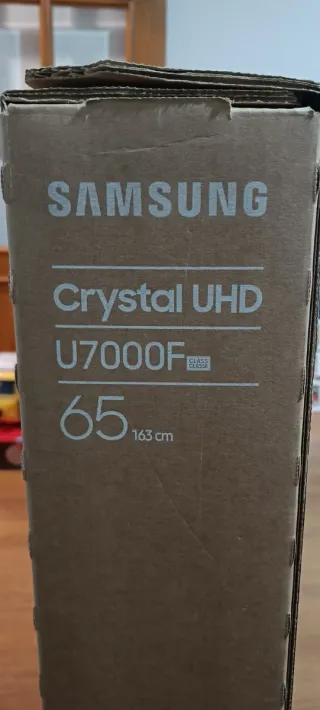 SAMSUNG
Crystal UHD
U7000F CLASS CLASSE
65 163 cm